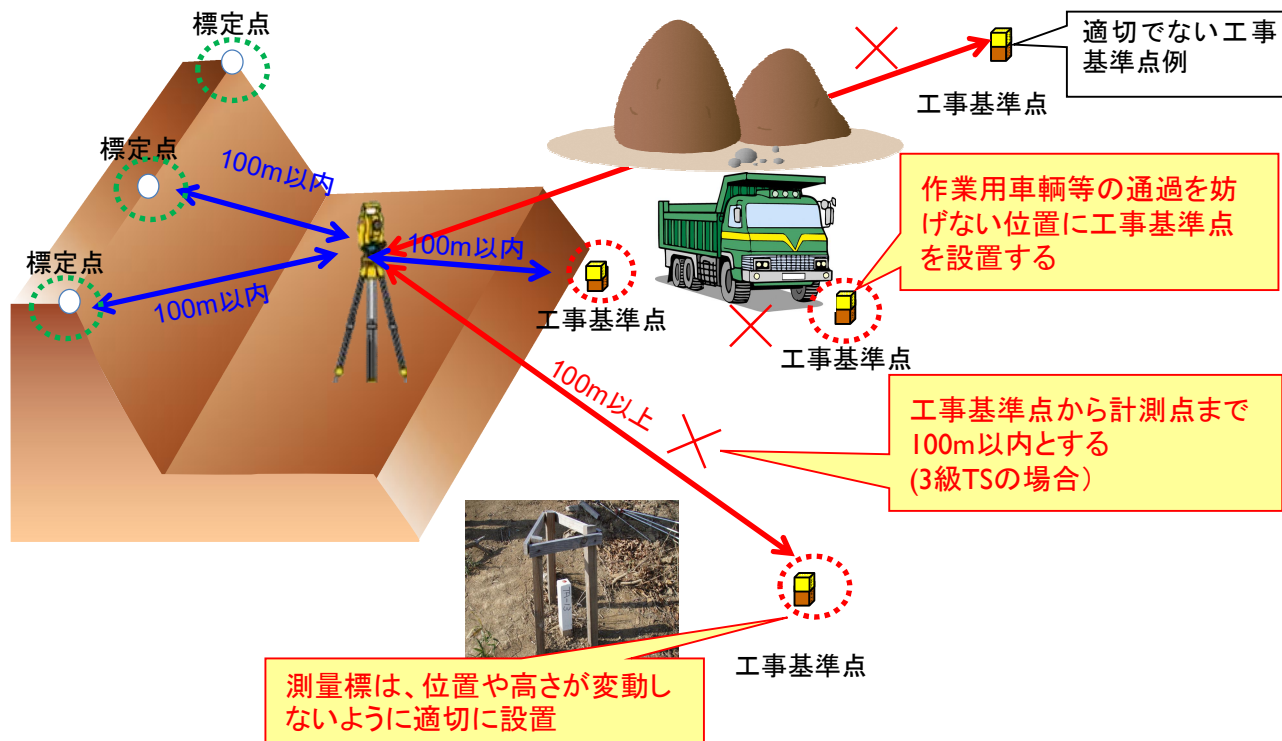 標定点
適切でない工事
基準点例
工事基準点
標定点
100m以内
作業用車輌等の通過を妨
げない位置に工事基準点
を設置する
100m以内
標定点
100m以内
工事基準点
工事基準点
100m以上
工事基準点から計測点まで
100m以内とする
(3級TSの場合)
工事基準点
測量標は、位置や高さが変動し
ないように適切に設置